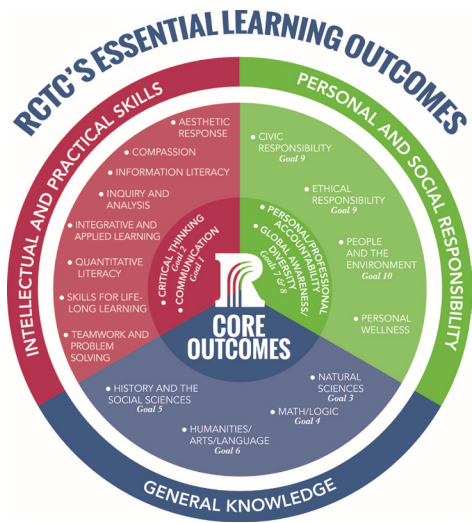 RCTC'S ESSENTIAL LEARNING OUTCOMES
INTELLECTUAL AND PRACTICAL SKILLS
• AESTHETIC
RESPONSE
• COMPASSION
• INFORMATION LITERACY
• INQUIRY AND
ANALYSIS
• INTEGRATIVE AND
APPLIED LEARNING
• QUANTITATIVE
LITERACY
• SKILLS FOR LIFE-
LONG LEARNING
• TEAMWORK AND
PROBLEM
SOLVING
• CRITICAL THINKING
Goal 2
• COMMUNICATION
Goal 1
PERSONAL AND SOCIAL RESPONSIBILITY
• CIVIC
RESPONSIBILITY
Goal 9
• ETHICAL
RESPONSIBILITY
Goal 9
• PEOPLE
AND THE
ENVIRONMENT
Goal 10
• PERSONAL
WELLNESS
• PERSONAL/PROFESSIONAL
ACCOUNTABILITY
• GLOBAL AWARENESS/
DIVERSITY
Goals 7 & 8
R
CORE
OUTCOMES
• HISTORY AND THE
SOCIAL SCIENCES
Goal 5
• HUMANITIES/
ARTS/LANGUAGE
Goal 6
• NATURAL
SCIENCES
Goal 3
• MATH/LOGIC
Goal 4
GENERAL KNOWLEDGE